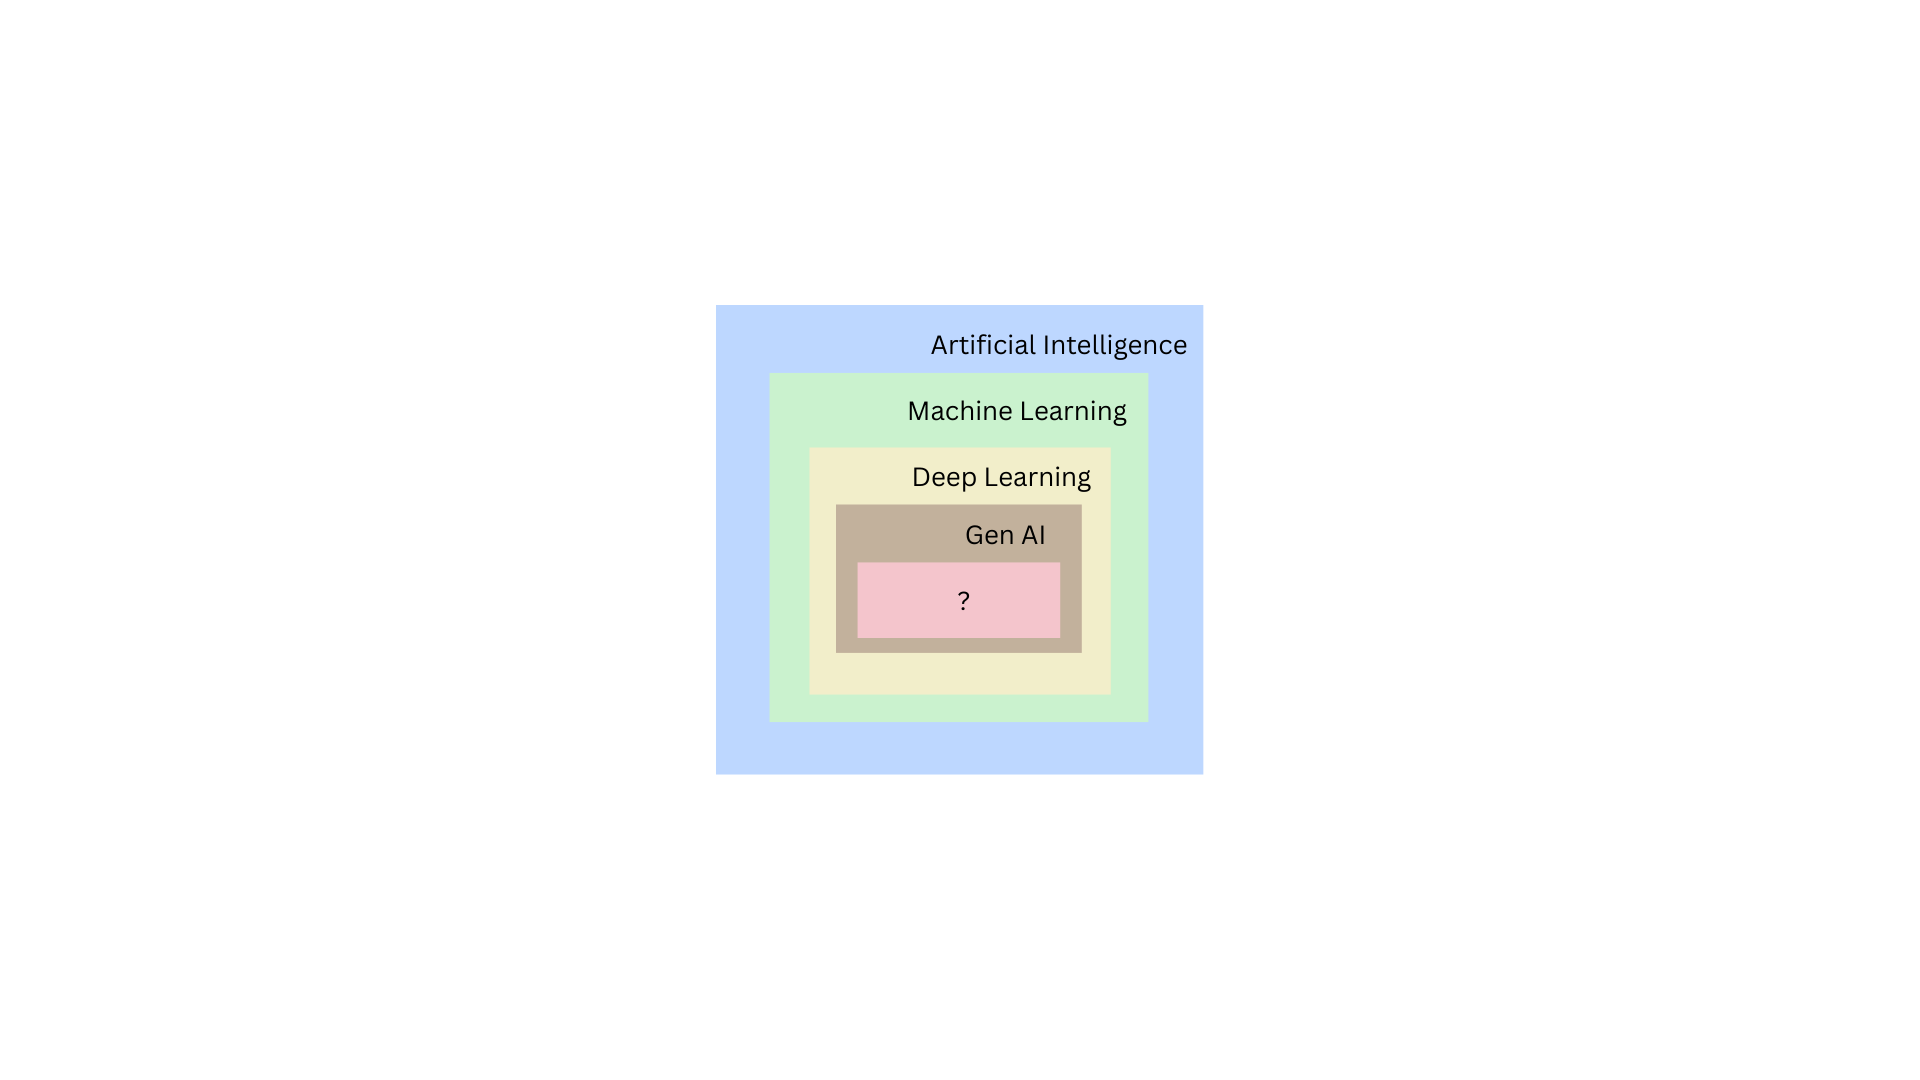 Artificial Intelligence
Machine Learning
Deep Learning
Gen AI
?